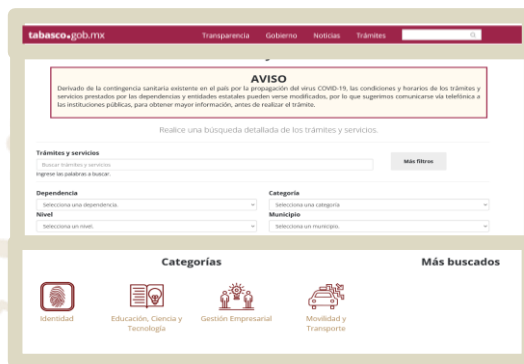 tabasco.gob.mx Transparencia Gobierno Noticias Trámites
AVISO
Derivado de la contingencia sanitaria existente en el país por la propagación del virus COVID-19, las condiciones y horarios de los trámites y
servicios prestados por las dependencias y entidades estatales pueden verse modificados, por lo que sugerimos comunicarse vía telefónica a
las instituciones públicas, para obtener mayor información, antes de realizar el trámite.
Realice una búsqueda detallada de los trámites y servicios.
Trámites y servicios
Buscar trámites y servicios
Más filtros
Ingrese las palabras a buscar.
Dependencia Categoría
Selecciona una dependencia. Selecciona una categoría
Nivel Municipio
Selecciona un nivel. Selecciona un municipio.
Categorías Más buscados
Identidad Educación, Ciencia y Gestión Empresarial Movilidad y
Tecnología Transporte